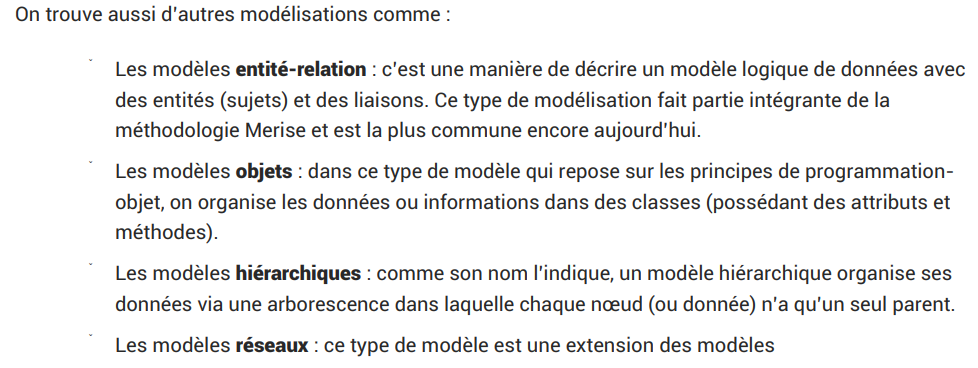 On trouve aussi d'autres modélisations comme :
Les modèles entité-relation : c'est une manière de décrire un modèle logique de données avec
des entités (sujets) et des liaisons. Ce type de modélisation fait partie intégrante de la
méthodologie Merise et est la plus commune encore aujourd'hui.
Les modèles objets : dans ce type de modèle qui repose sur les principes de programmation-
objet, on organise les données ou informations dans des classes (possédant des attributs et
méthodes).
Les modèles hiérarchiques : comme son nom l'indique, un modèle hiérarchique organise ses
données via une arborescence dans laquelle chaque nœud (ou donnée) n'a qu'un seul parent.
Les modèles réseaux : ce type de modèle est une extension des modèles